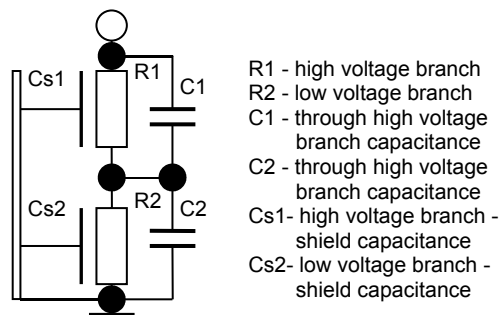 Cs1
R1
C1
Cs2
R2
C2
R1 - high voltage branch
R2 - low voltage branch
C1 - through high voltage
branch capacitance
C2 - through high voltage
branch capacitance
Cs1- high voltage branch -
shield capacitance
Cs2- low voltage branch -
shield capacitance